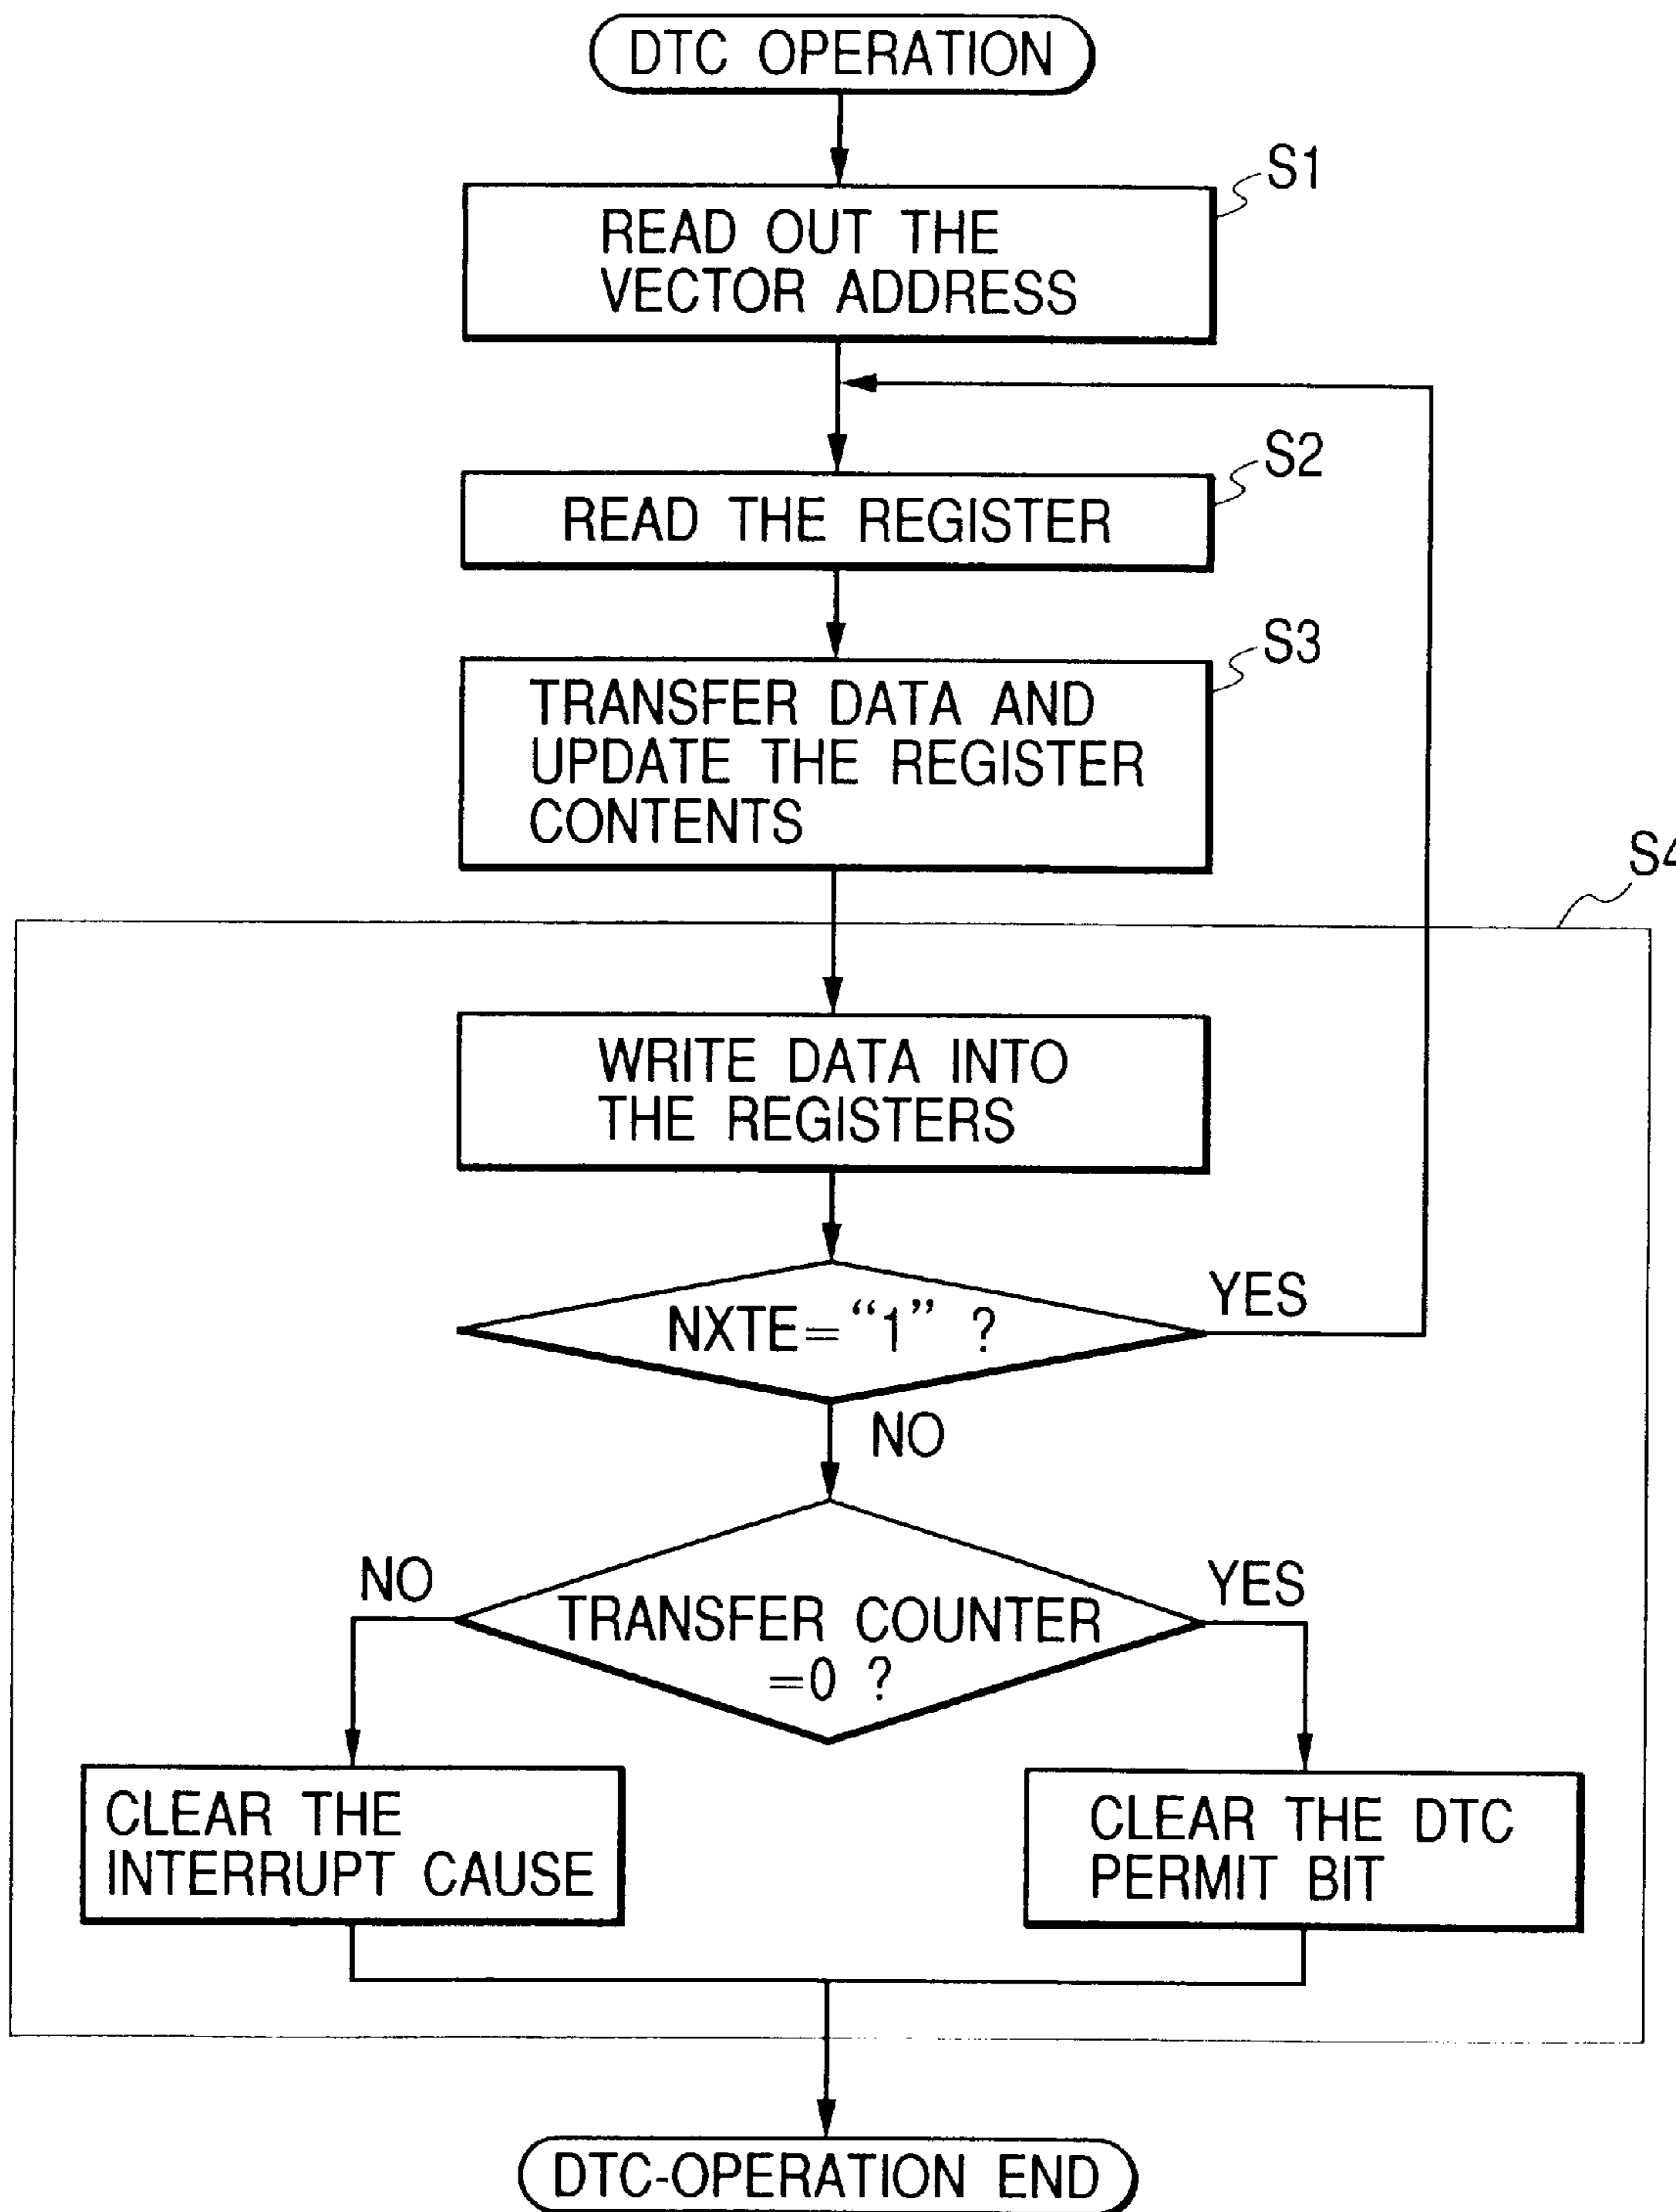 DTC OPERATION
S1
READ OUT THE
VECTOR ADDRESS
S2
READ THE REGISTER
S3
TRANSFER DATA AND
UPDATE THE REGISTER
CONTENTS
S4
WRITE DATA INTO
THE REGISTERS
NXTE=“1” ?
YES
NO
NO
YES
TRANSFER COUNTER
=0 ?
CLEAR THE
INTERRUPT CAUSE
CLEAR THE DTC
PERMIT BIT
DTC-OPERATION END